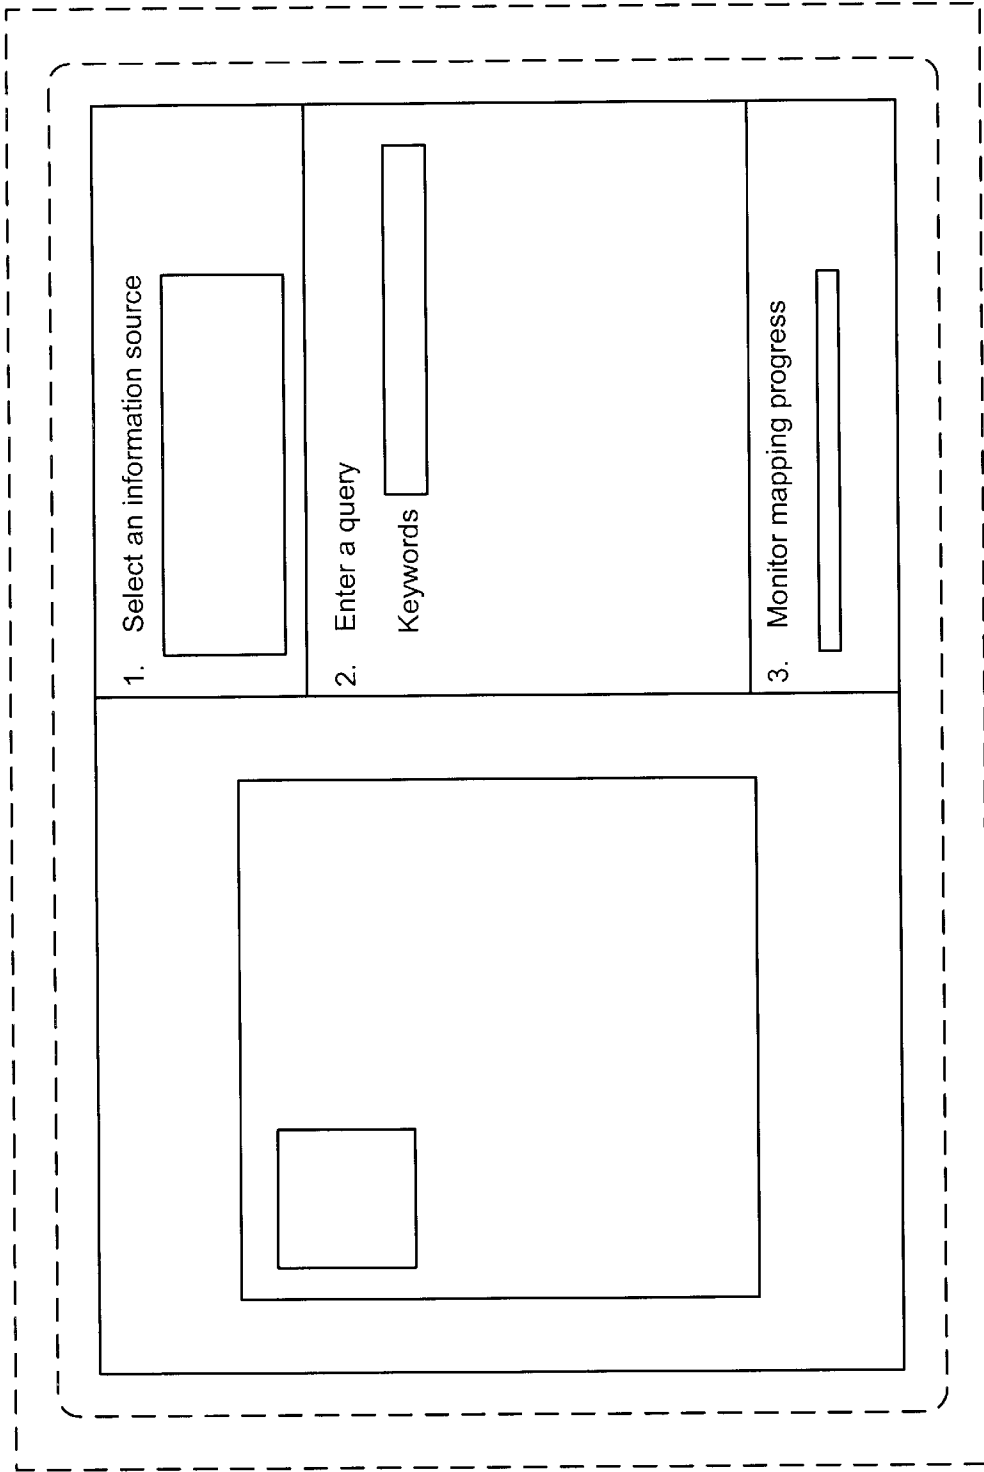 1. Select an information source
2. Enter a query
Keywords
3. Monitor mapping progress